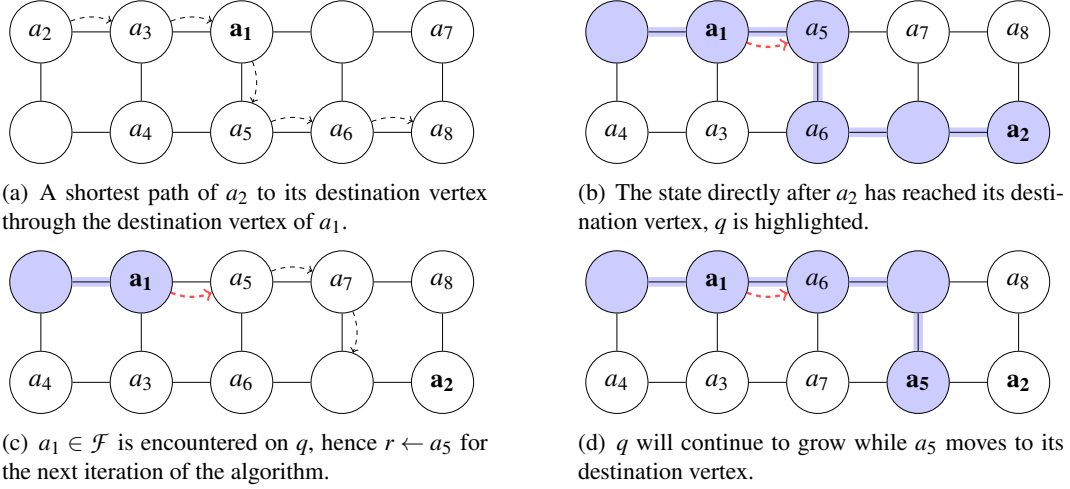 a₂ a₃ a₁ a₇
a₄ a₅ a₆ a₈
a₁ a₅ a₇ a₈
a₄ a₃ a₆ a₂
(a) A shortest path of a₂ to its destination vertex
through the destination vertex of a₁.
(b) The state directly after a₂ has reached its desti-
nation vertex, q is highlighted.
a₁ a₅ a₇ a₈
a₄ a₃ a₆ a₂
a₁ a₆ a₈
a₄ a₃ a₇ a₅ a₂
(c) a₁ ∈ ℱ is encountered on q, hence r ← a₅ for
the next iteration of the algorithm.
(d) q will continue to grow while a₅ moves to its
destination vertex.